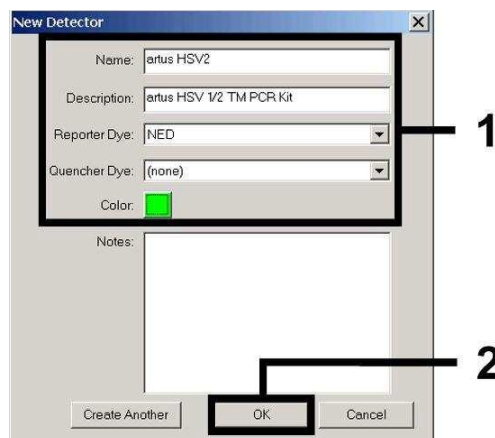 New Detector
Name: artus HSV2
Description: artus HSV 1/2 TM PCR Kit
Reporter Dye: NED
1
Quencher Dye: (none)
Color:
Notes:
2
Create Another OK Cancel